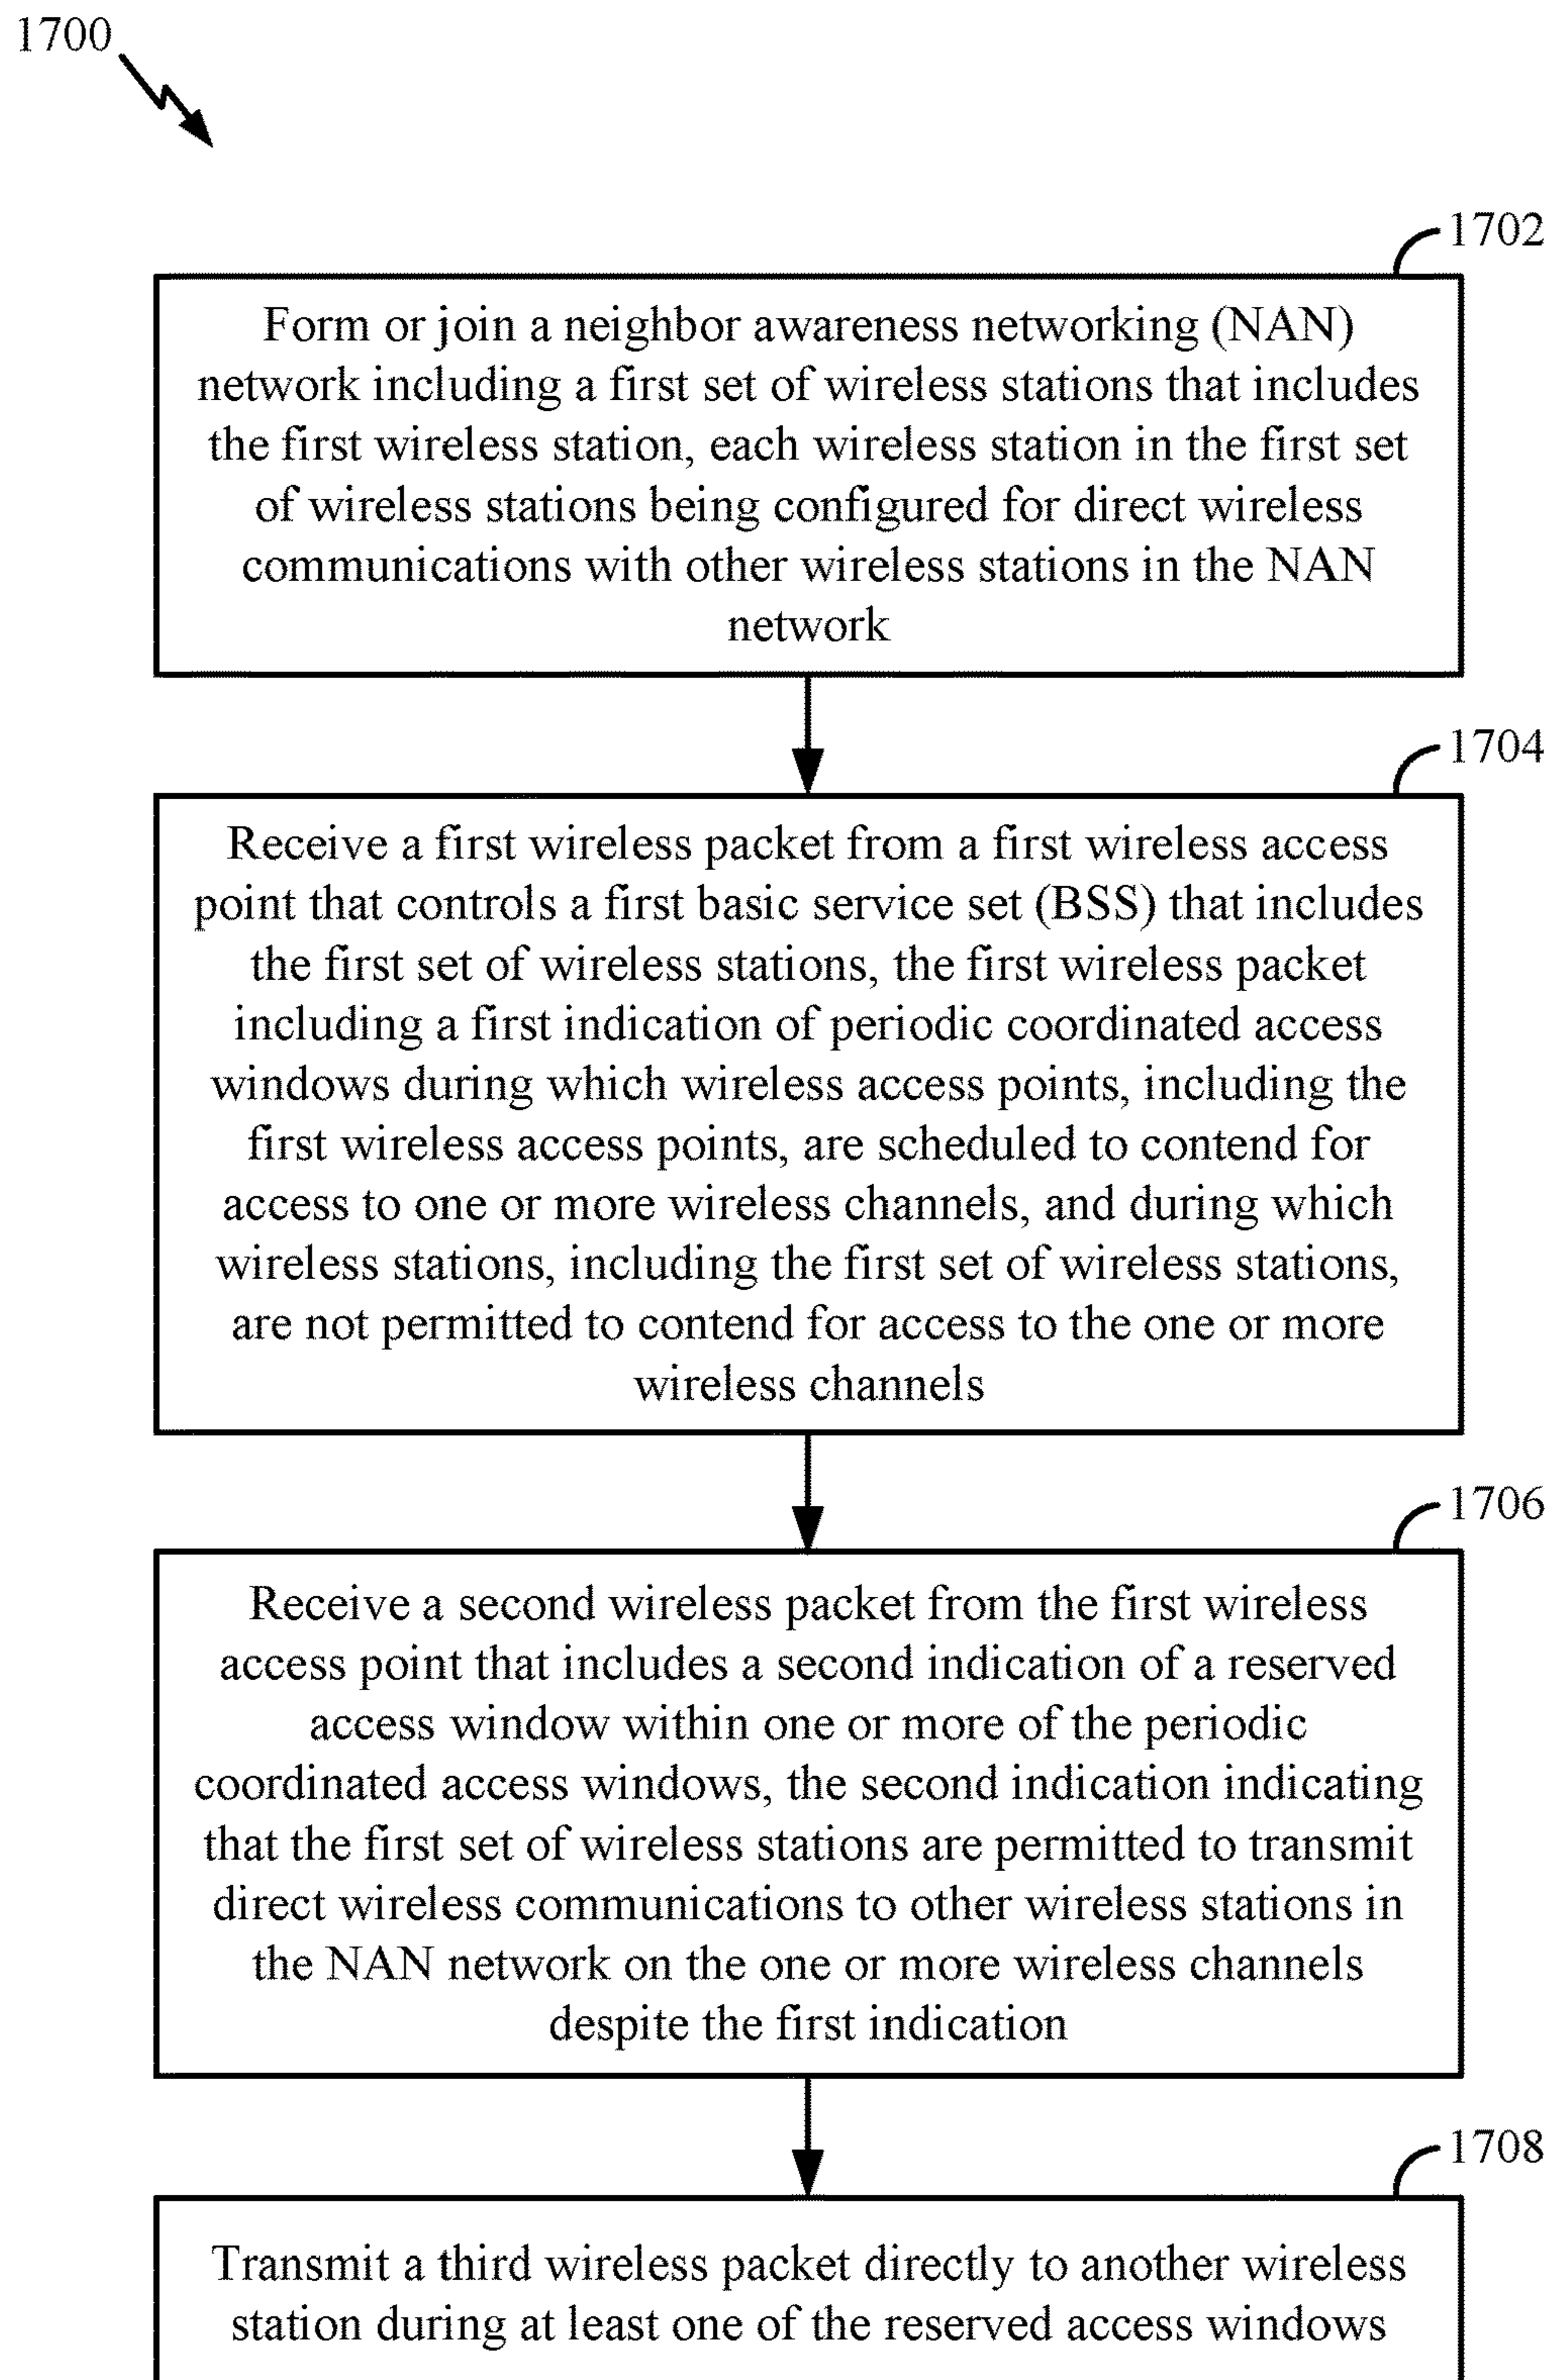 1700
1702
Form or join a neighbor awareness networking (NAN)
network including a first set of wireless stations that includes
the first wireless station, each wireless station in the first set
of wireless stations being configured for direct wireless
communications with other wireless stations in the NAN
network
1704
Receive a first wireless packet from a first wireless access
point that controls a first basic service set (BSS) that includes
the first set of wireless stations, the first wireless packet
including a first indication of periodic coordinated access
windows during which wireless access points, including the
first wireless access points, are scheduled to contend for
access to one or more wireless channels, and during which
wireless stations, including the first set of wireless stations,
are not permitted to contend for access to the one or more
wireless channels
1706
Receive a second wireless packet from the first wireless
access point that includes a second indication of a reserved
access window within one or more of the periodic
coordinated access windows, the second indication indicating
that the first set of wireless stations are permitted to transmit
direct wireless communications to other wireless stations in
the NAN network on the one or more wireless channels
despite the first indication
1708
Transmit a third wireless packet directly to another wireless
station during at least one of the reserved access windows